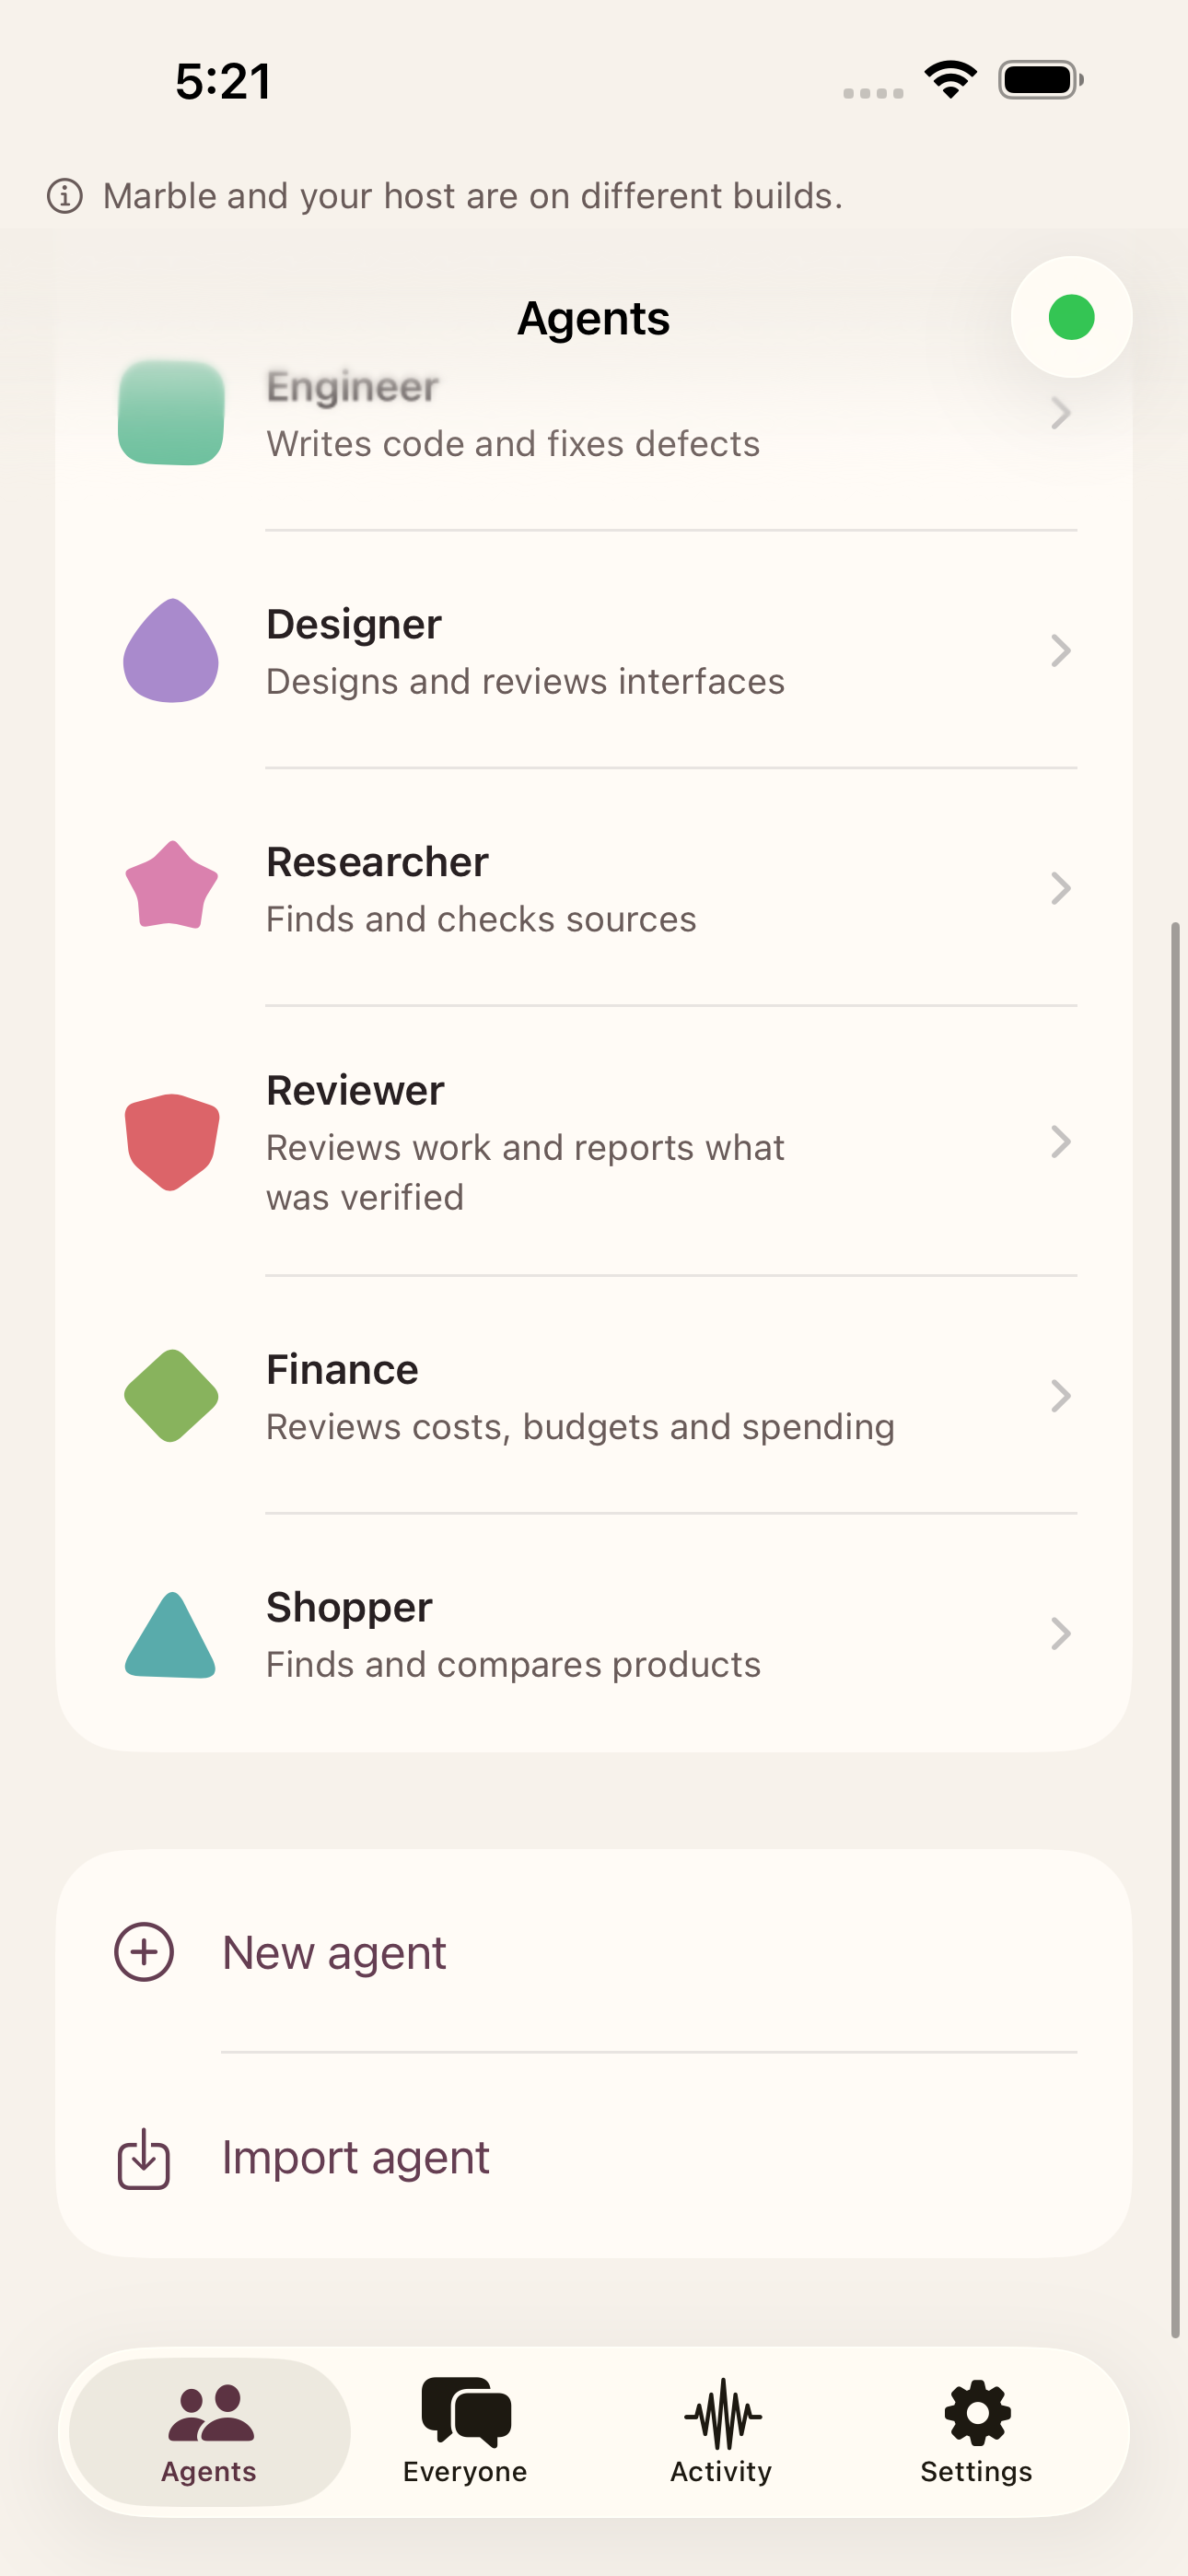 5:21
Marble and your host are on different builds.
Agents
Engineer
Writes code and fixes defects
Designer
Designs and reviews interfaces
Researcher
Finds and checks sources
Reviewer
Reviews work and reports what
was verified
Finance
Reviews costs, budgets and spending
Shopper
Finds and compares products
New agent
Import agent
Agents
Everyone
Activity
Settings